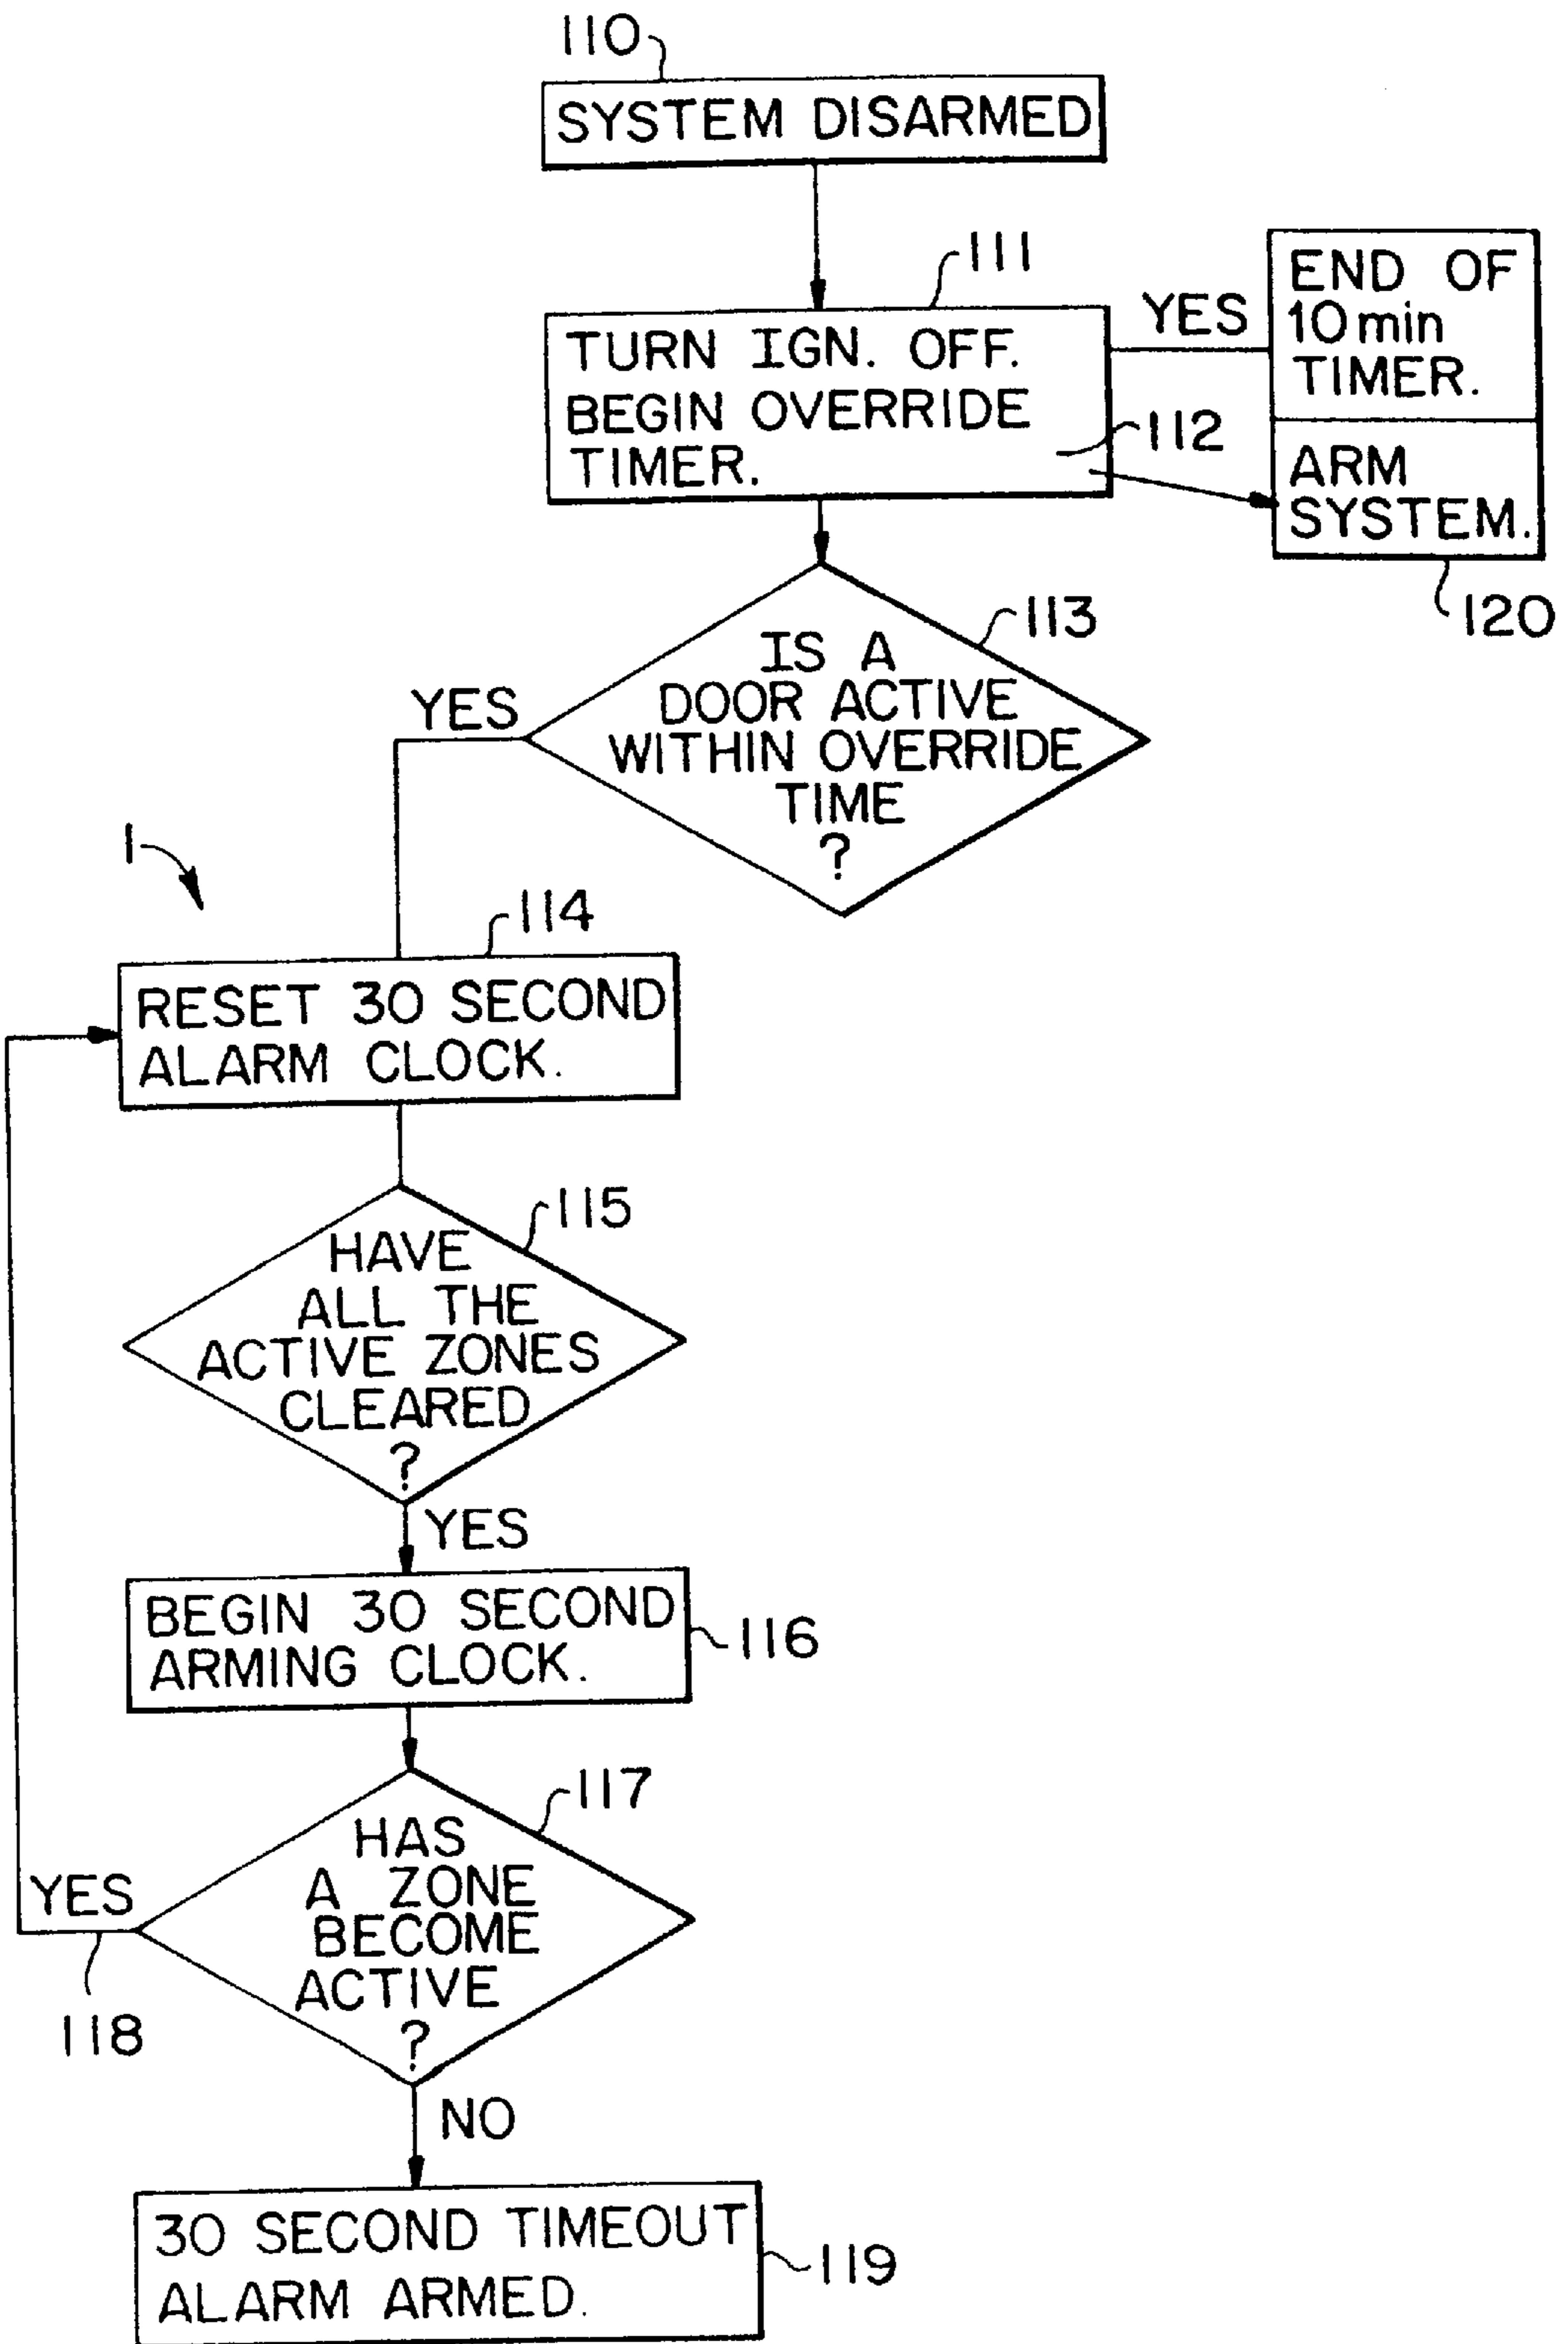 110
SYSTEM DISARMED
111
TURN IGN. OFF.
BEGIN OVERRIDE
TIMER.
112
YES
END OF
10 min
TIMER.
ARM
SYSTEM.
120
113
IS A
DOOR ACTIVE
WITHIN OVERRIDE
TIME
?
YES
1
114
RESET 30 SECOND
ALARM CLOCK.
115
HAVE
ALL THE
ACTIVE ZONES
CLEARED
?
YES
BEGIN 30 SECOND
ARMING CLOCK.
116
117
HAS
A ZONE
BECOME
ACTIVE
?
YES
118
NO
30 SECOND TIMEOUT
ALARM ARMED.
119